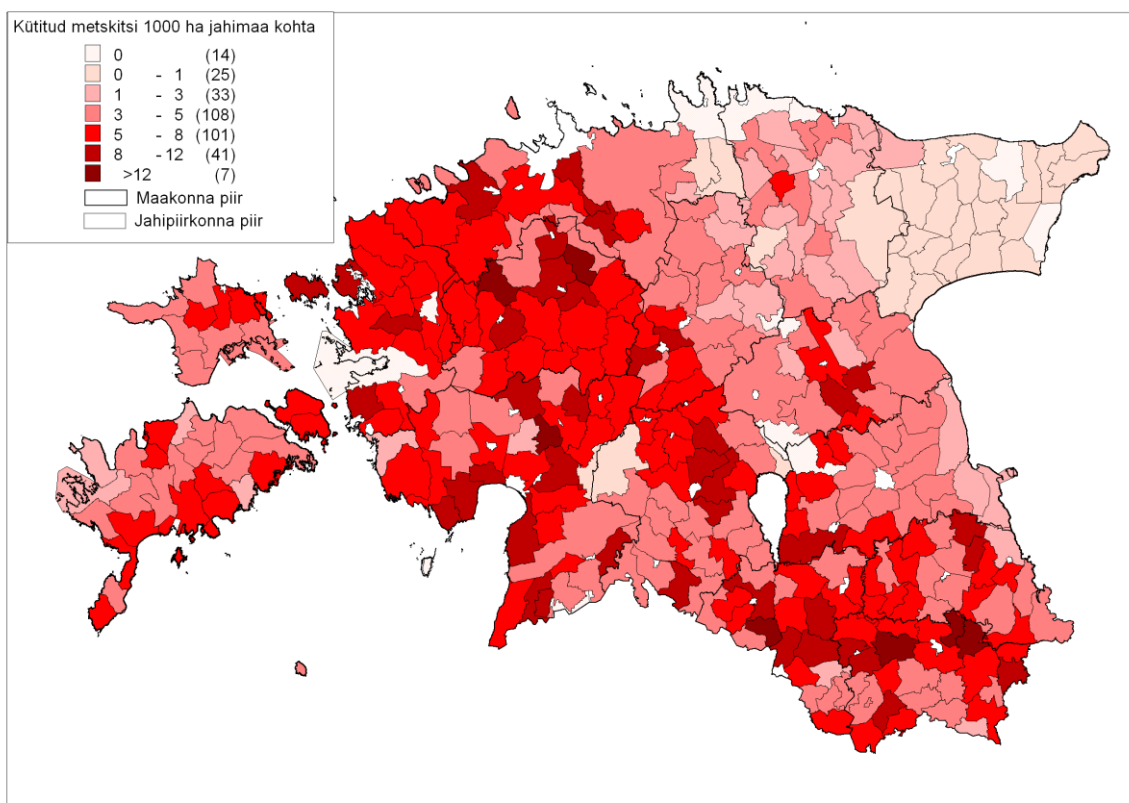 Kütitud metskitsi 1000 ha jahimaa kohta
0 (14)
0 - 1 (25)
1 - 3 (33)
3 - 5 (108)
5 - 8 (101)
8 -12 (41)
>12 (7)
Maakonna piir
Jahipiirkonna piir